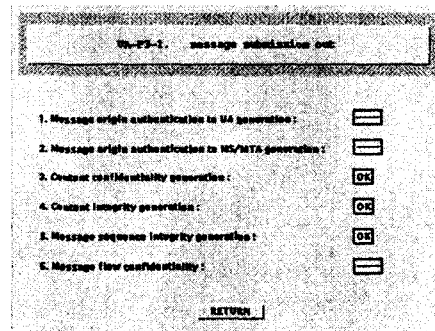 UA-PS-1. message submission out
1. Message origin authentication to UA generation :
2. Message origin authentication to MS/MTA generation :
3. Content confidentiality generation : OK
4. Content integrity generation : OK
5. Message sequence integrity generation : OK
6. Message flow confidentiality :
RETURN